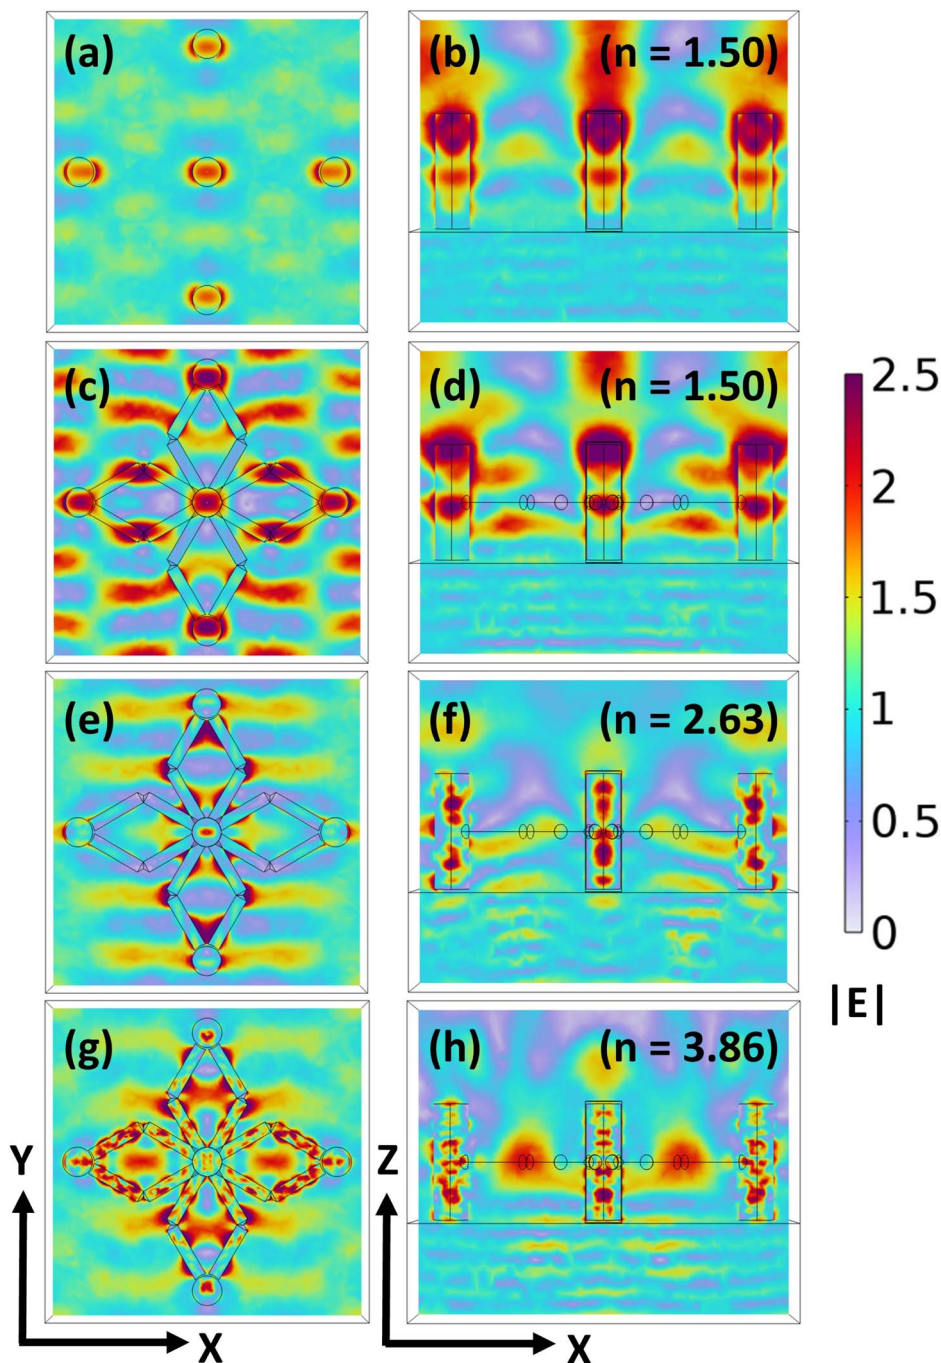 (a)
(b) (n = 1.50)
(c)
(d) (n = 1.50)
2.5
2
1.5
1
0.5
0
|E|
(e)
(f) (n = 2.63)
(g)
(h) (n = 3.86)
Y
X
Z
X